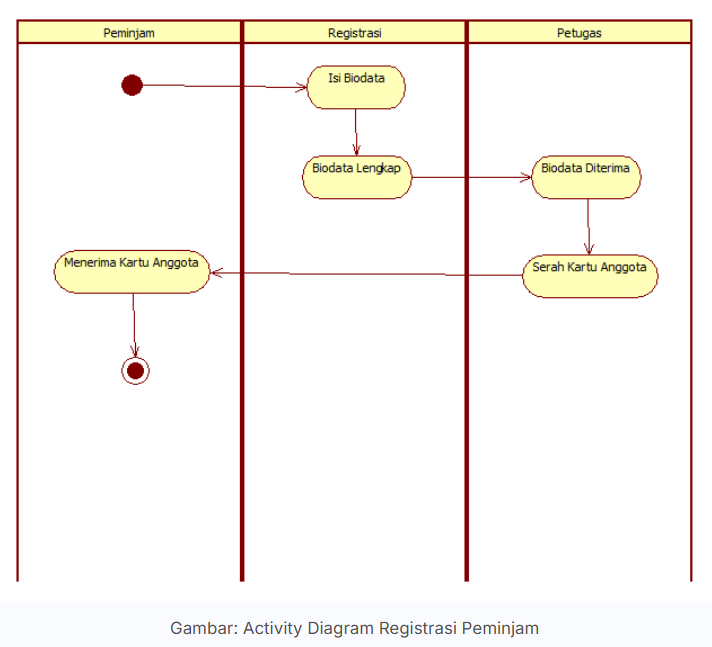 Peminjam
Registrasi
Petugas
Isi Biodata
Biodata Lengkap
Biodata Diterima
Menerima Kartu Anggota
Serah Kartu Anggota
Gambar: Activity Diagram Registrasi Peminjam